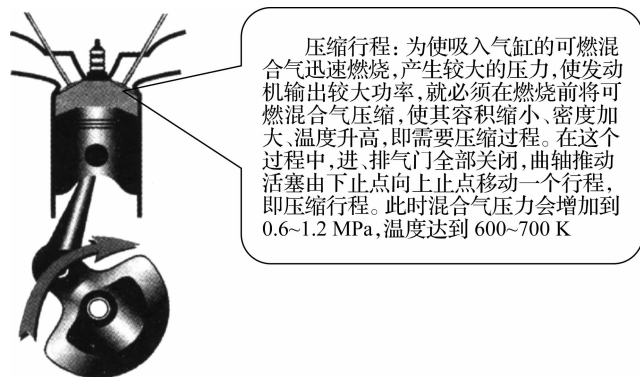 压缩行程：为使吸入气缸的可燃混
合气迅速燃烧，产生较大的压力，使发动
机输出较大功率，就必须在燃烧前将可
燃混合气压缩，使其容积缩小、密度加
大、温度升高，即需要压缩过程。在这个
过程中，进、排气门全部关闭，曲轴推动
活塞由下止点向上止点移动一个行程，
即压缩行程。此时混合气压力会增加到
0.6~1.2 MPa，温度达到 600~700 K